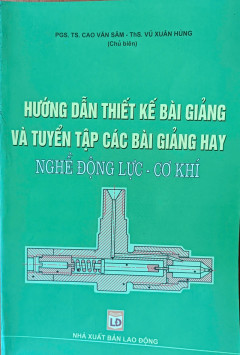 PGS. TS. CAO VĂN SÂM - ThS. VŨ XUÂN HÙNG
(Chủ biên)
HƯỚNG DẪN THIẾT KẾ BÀI GIẢNG
VÀ TUYỂN TẬP CÁC BÀI GIẢNG HAY
NGHỀ ĐỘNG LỰC - CƠ KHÍ
LĐ
NHÀ XUẤT BẢN LAO ĐỘNG